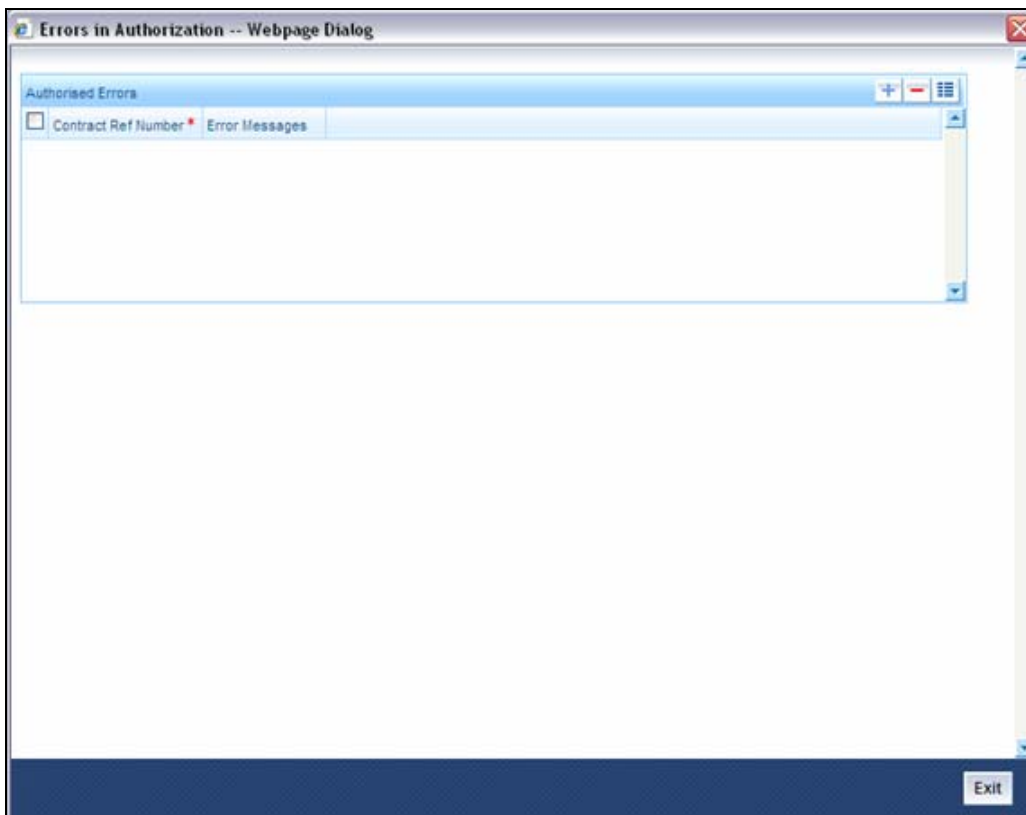 Errors in Authorization -- Webpage Dialog
Authorised Errors
Contract Ref Number * Error Messages
Exit